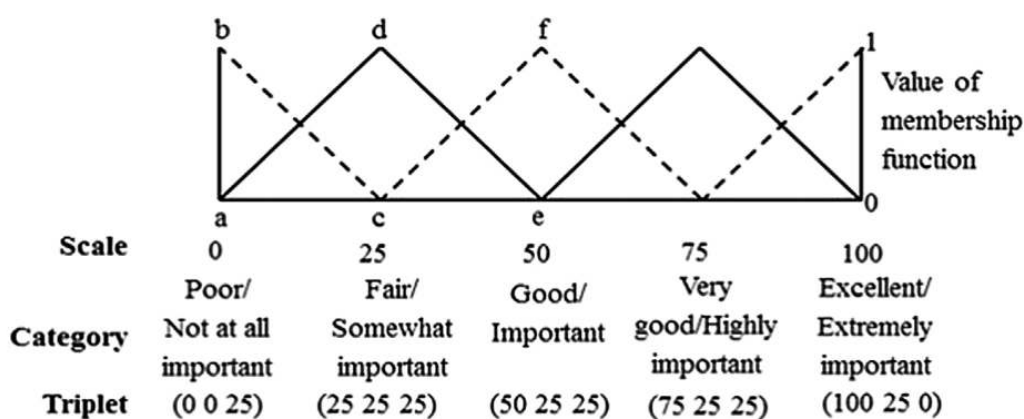 b d f 1
Value of
membership
function
0
a c e
Scale 0 25 50 75 100
Poor/ Fair/ Good/ Very Excellent/
Category Not at all Somewhat Important good/Highly Extremely
important important important important
Triplet (0 0 25) (25 25 25) (50 25 25) (75 25 25) (100 25 0)